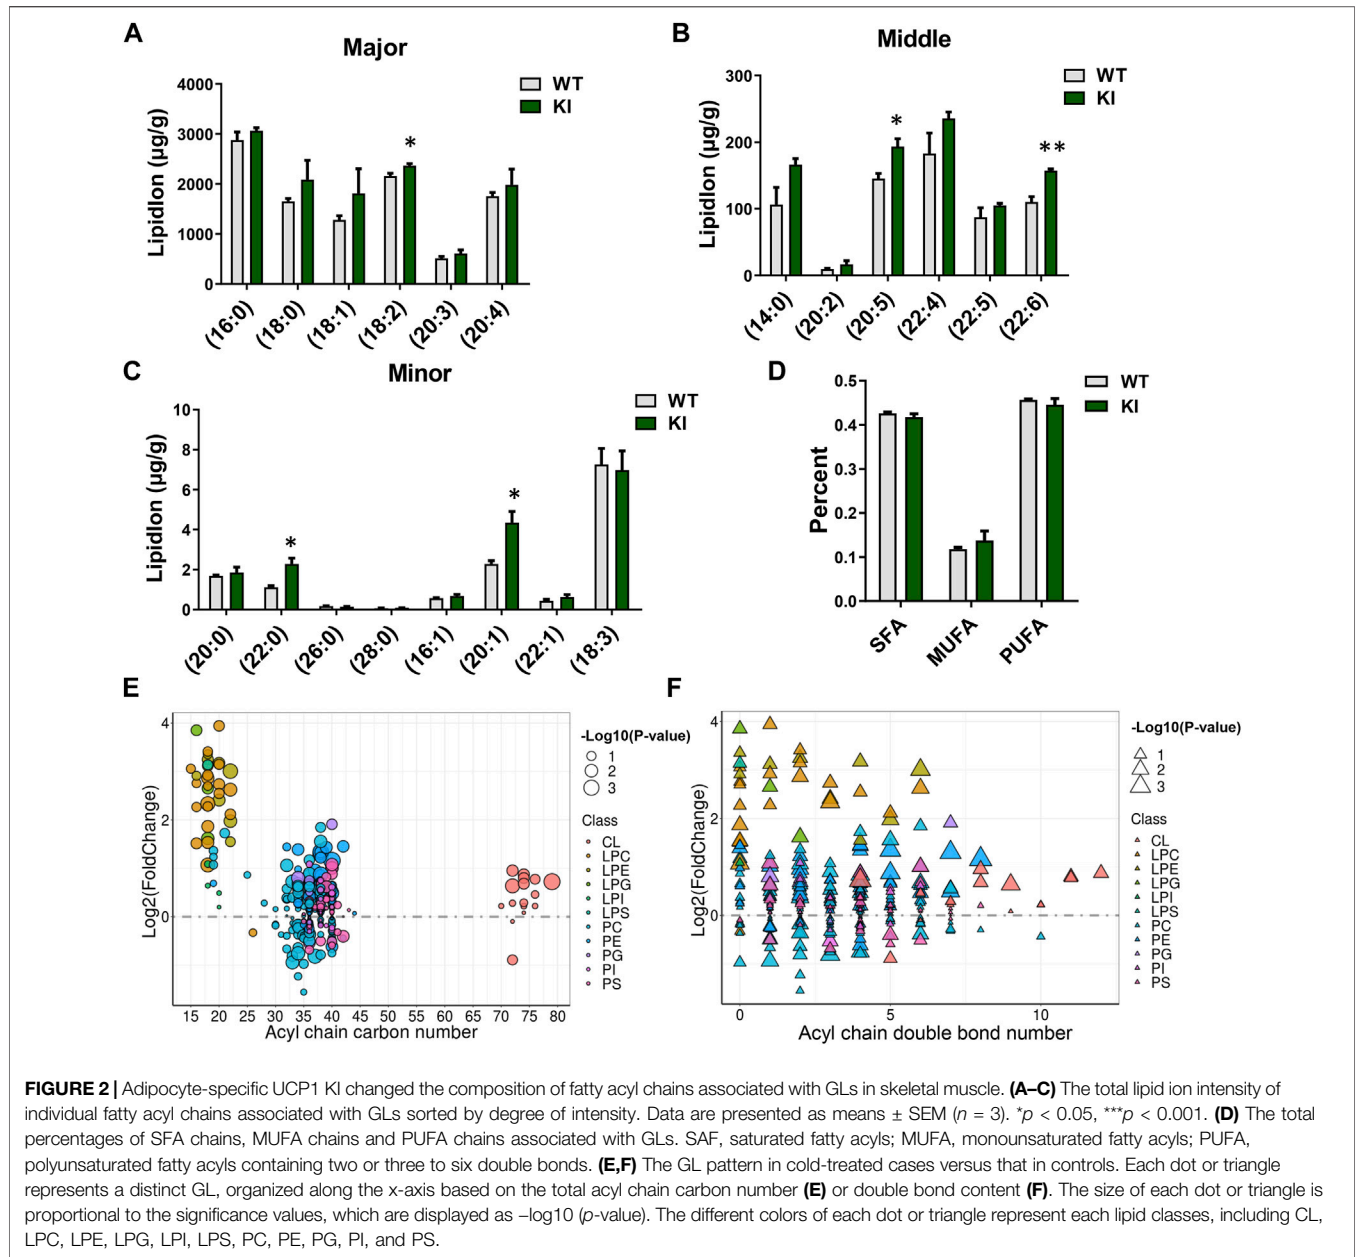 A
Major
WT
KI
LipidIon (µg/g)
4000
3000
2000
1000
0
*
(16:0)
(18:0)
(18:1)
(18:2)
(20:3)
(20:4)
B
Middle
WT
KI
LipidIon (µg/g)
300
200
100
0
*
**
(14:0)
(20:2)
(20:5)
(22:4)
(22:5)
(22:6)
C
Minor
WT
KI
LipidIon (µg/g)
10
8
6
4
2
0
*
*
(20:0)
(22:0)
(26:0)
(28:0)
(16:1)
(20:1)
(22:1)
(18:3)
D
WT
KI
Percent
0.5
0.4
0.3
0.2
0.1
0.0
SFA
MUFA
PUFA
E
Log2(FoldChange)
4
2
0
15 20 25 30 35 40 45 50 55 60 65 70 75 80
Acyl chain carbon number
-Log10(P-value)
1
2
3
Class
CL
LPC
LPE
LPG
LPI
LPS
PC
PE
PG
PI
PS
F
Log2(FoldChange)
4
2
0
0 5 10
Acyl chain double bond number
-Log10(P-value)
1
2
3
Class
CL
LPC
LPE
LPG
LPI
LPS
PC
PE
PG
PI
PS
FIGURE 2 | Adipocyte-specific UCP1 KI changed the composition of fatty acyl chains associated with GLs in skeletal muscle. (A–C) The total lipid ion intensity of
individual fatty acyl chains associated with GLs sorted by degree of intensity. Data are presented as means ± SEM (n = 3). *p < 0.05, ***p < 0.001. (D) The total
percentages of SFA chains, MUFA chains and PUFA chains associated with GLs. SAF, saturated fatty acyls; MUFA, monounsaturated fatty acyls; PUFA,
polyunsaturated fatty acyls containing two or three to six double bonds. (E,F) The GL pattern in cold-treated cases versus that in controls. Each dot or triangle
represents a distinct GL, organized along the x-axis based on the total acyl chain carbon number (E) or double bond content (F). The size of each dot or triangle is
proportional to the significance values, which are displayed as –log10 (p-value). The different colors of each dot or triangle represent each lipid classes, including CL,
LPC, LPE, LPG, LPI, LPS, PC, PE, PG, PI, and PS.